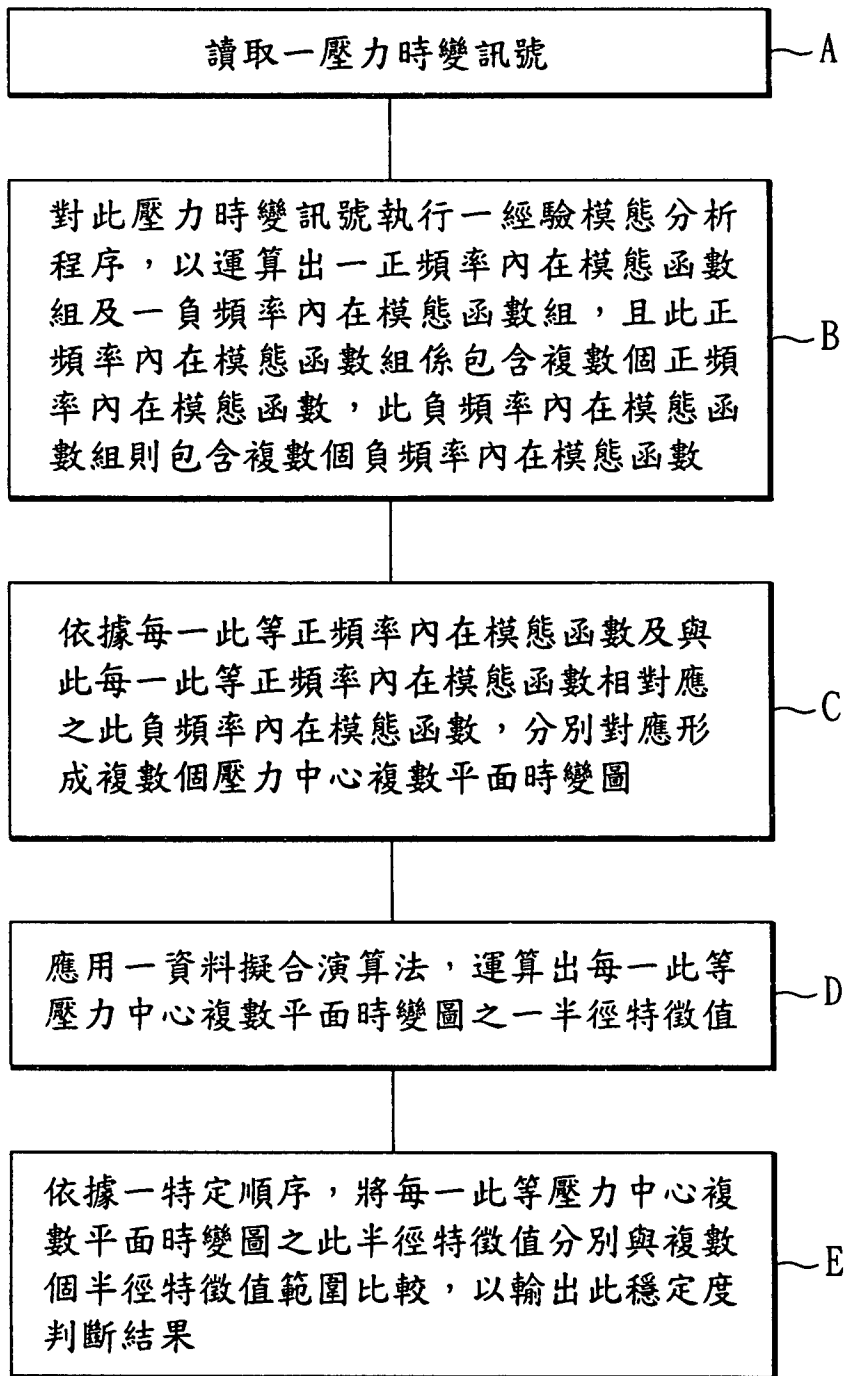 讀取一壓力時變訊號
A
對此壓力時變訊號執行一經驗模態分析
程序，以運算出一正頻率內在模態函數
組及一負頻率內在模態函數組，且此正
頻率內在模態函數組係包含複數個正頻
率內在模態函數，此負頻率內在模態函
數組則包含複數個負頻率內在模態函數
B
依據每一此等正頻率內在模態函數及與
此每一此等正頻率內在模態函數相對應
之此負頻率內在模態函數，分別對應形
成複數個壓力中心複數平面時變圖
C
應用一資料擬合演算法，運算出每一此等
壓力中心複數平面時變圖之一半徑特徵值
D
依據一特定順序，將每一此等壓力中心複
數平面時變圖之此半徑特徵值分別與複數
個半徑特徵值範圍比較，以輸出此穩定度
判斷結果
E